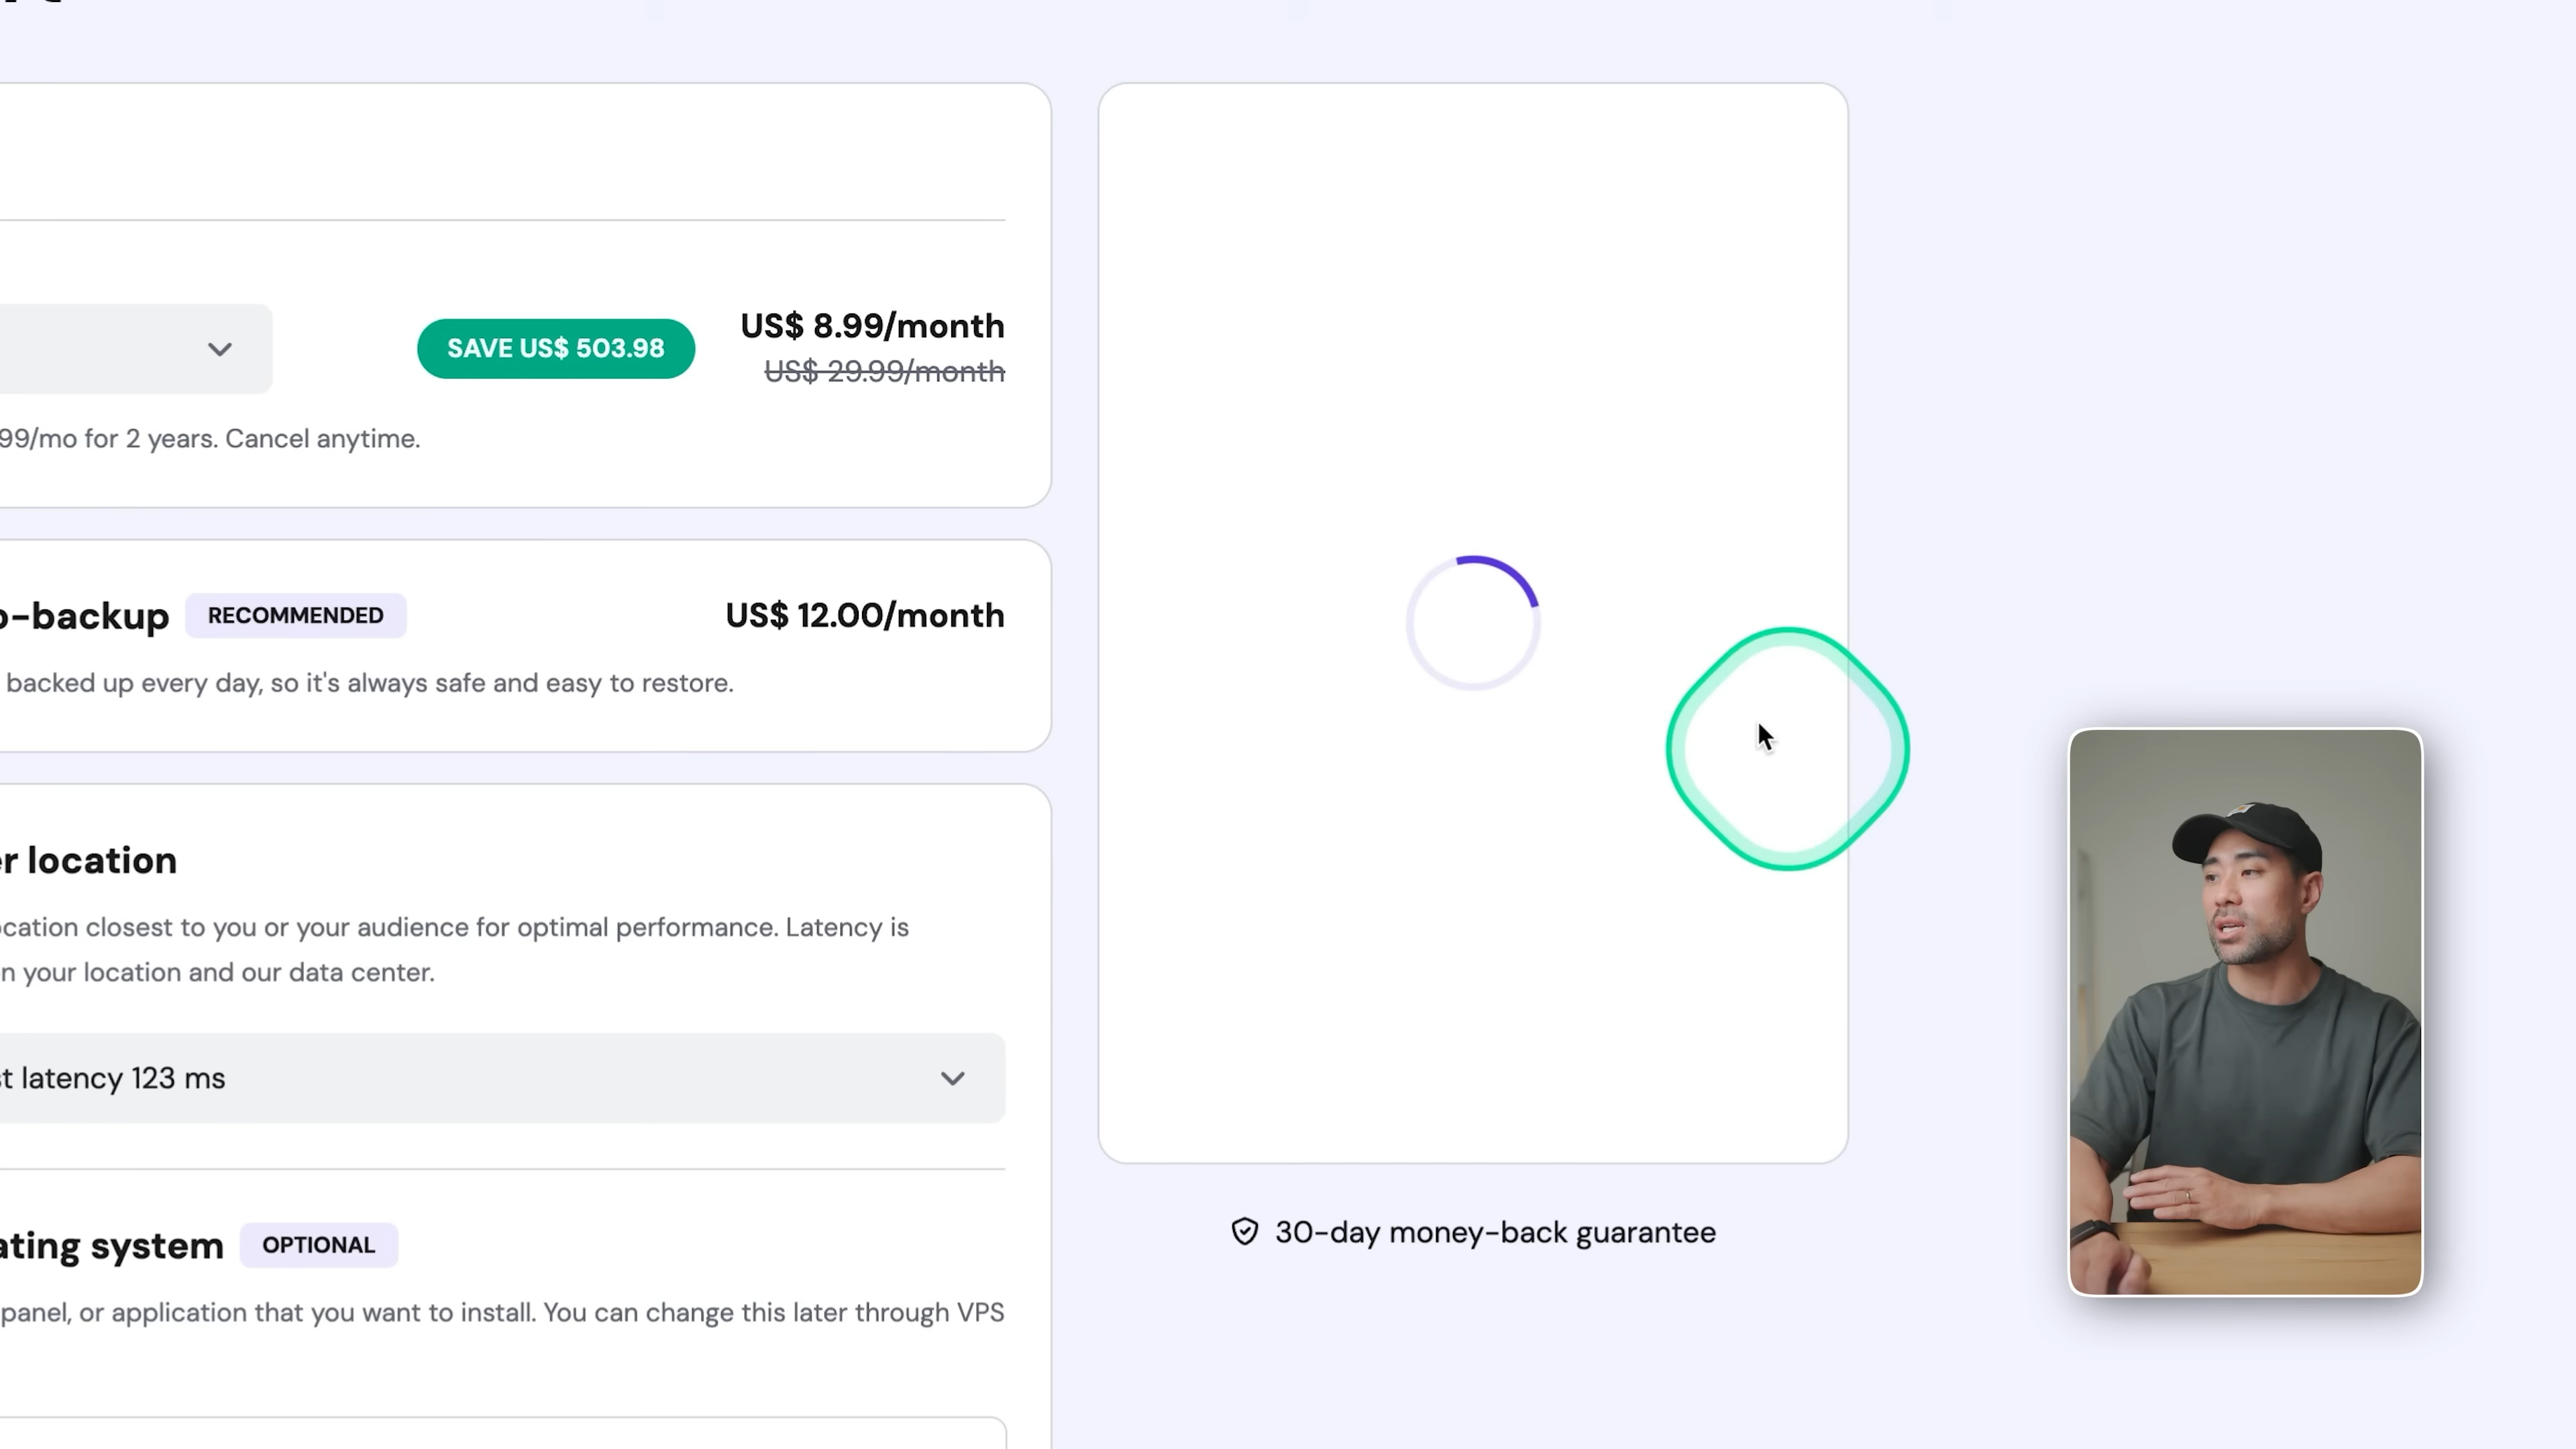 SAVE US$ 503.98
US$ 8.99/month
US$ 29.99/month
99/mo for 2 years. Cancel anytime.
o-backup RECOMMENDED US$ 12.00/month
backed up every day, so it's always safe and easy to restore.
er location
ocation closest to you or your audience for optimal performance. Latency is
n your location and our data center.
st latency 123 ms
ating system OPTIONAL
panel, or application that you want to install. You can change this later through VPS
30-day money-back guarantee